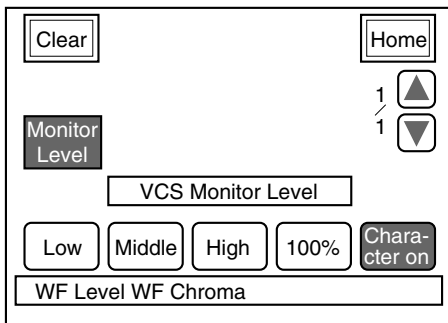 Clear
Home
1
/
1
Monitor
Level
VCS Monitor Level
Low
Middle
High
100%
Chara-
cter on
WF Level WF Chroma